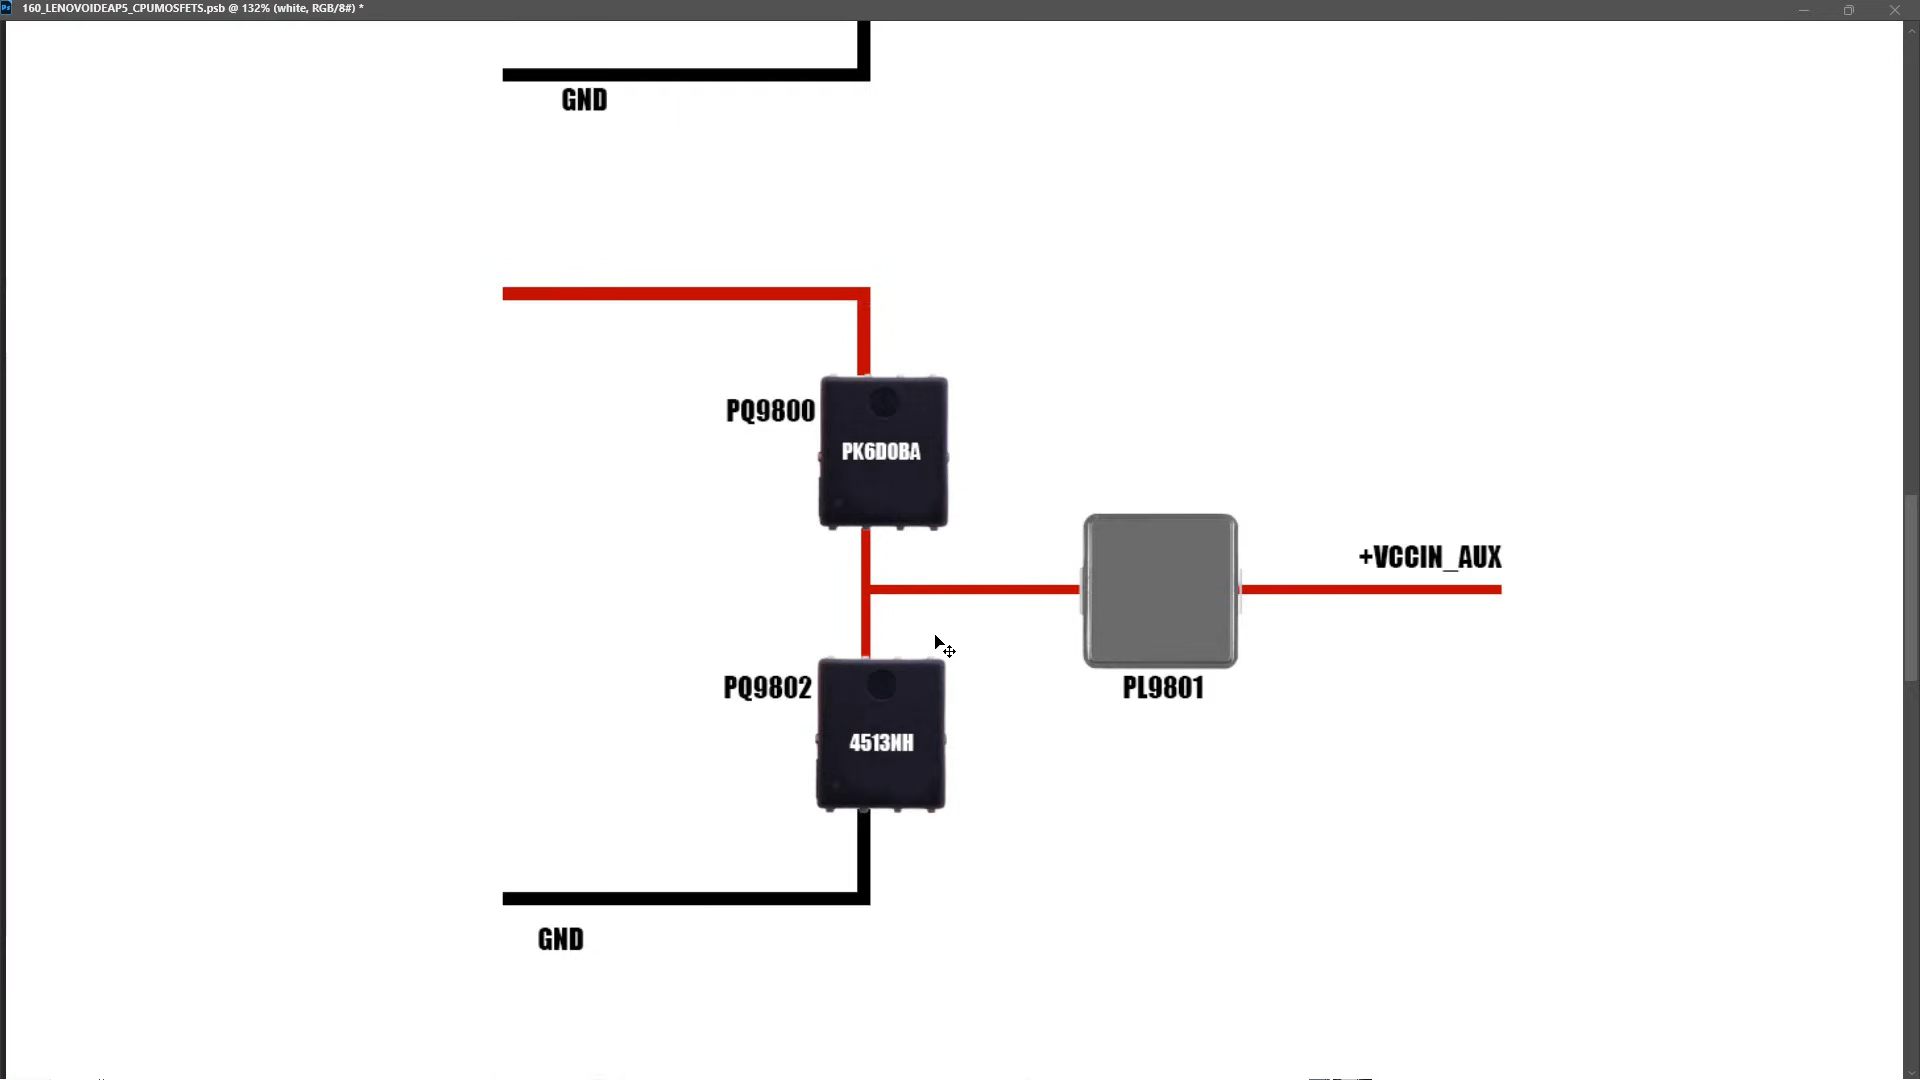 160_LENOVOIDEAP5_CPUMOSFETS.psb @ 132% (white, RGB/8#) *
GND
PQ9800
PK6D0BA
+VCCIN_AUX
PQ9802
PL9801
4513NH
GND